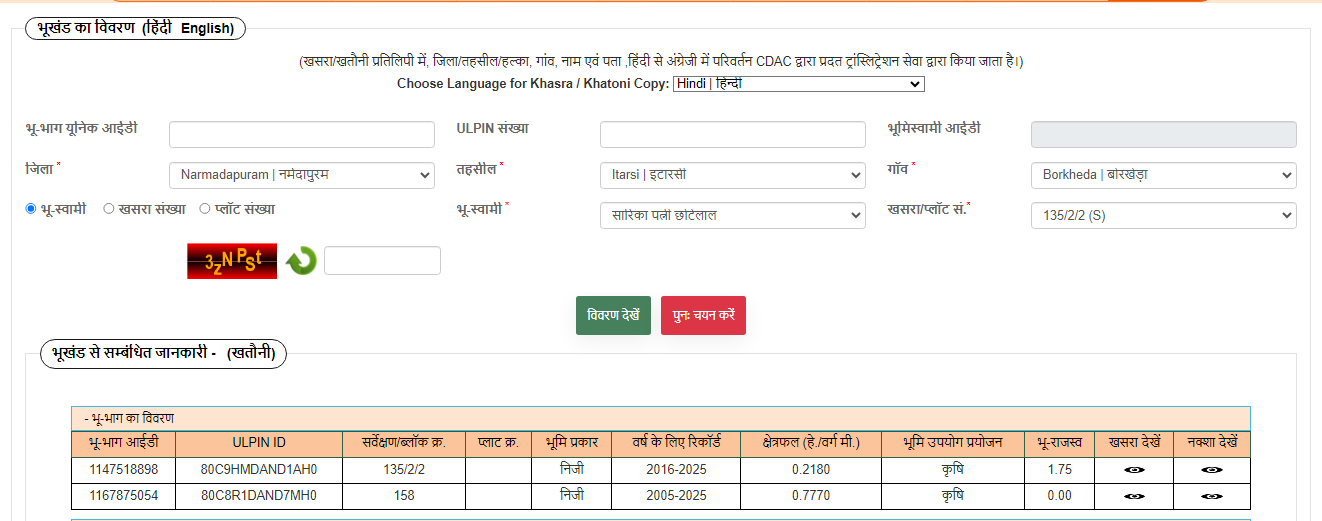 भूखंड का विवरण (हिंदी English)
(खसरा/खतौनी प्रतिलिपी में, जिला/तहसील/हल्का, गांव, नाम एवं पता ,हिंदी से अंग्रेजी में परिवर्तन CDAC द्वारा प्रदत ट्रांस्लिट्रेशन सेवा द्वारा किया जाता है।)
Choose Language for Khasra / Khatoni Copy: Hindi | हिन्दी
भू-भाग यूनिक आईडी ULPIN संख्या भूमिस्वामी आईडी
जिला * Narmadapuram | नर्मदापुरम तहसील * Itarsi | इटारसी गाँव * Borkheda | बोरखेड़ा
भू-स्वामी खसरा संख्या प्लॉट संख्या भू-स्वामी * सारिका पत्नी छोटेलाल खसरा/प्लॉट सं.* 135/2/2 (S)
3zNPSt
विवरण देखें पुनः चयन करें
भूखंड से सम्बंधित जानकारी - (खतौनी)
- भू-भाग का विवरण
भू-भाग आईडी ULPIN ID सर्वेक्षण/ब्लॉक क्र. प्लाट क्र. भूमि प्रकार वर्ष के लिए रिकॉर्ड क्षेत्रफल (हे./वर्ग मी.) भूमि उपयोग प्रयोजन भू-राजस्व खसरा देखें नक्शा देखें
1147518898 80C9HMDAND1AH0 135/2/2 निजी 2016-2025 0.2180 कृषि 1.75
1167875054 80C8R1DAND7MH0 158 निजी 2005-2025 0.7770 कृषि 0.00